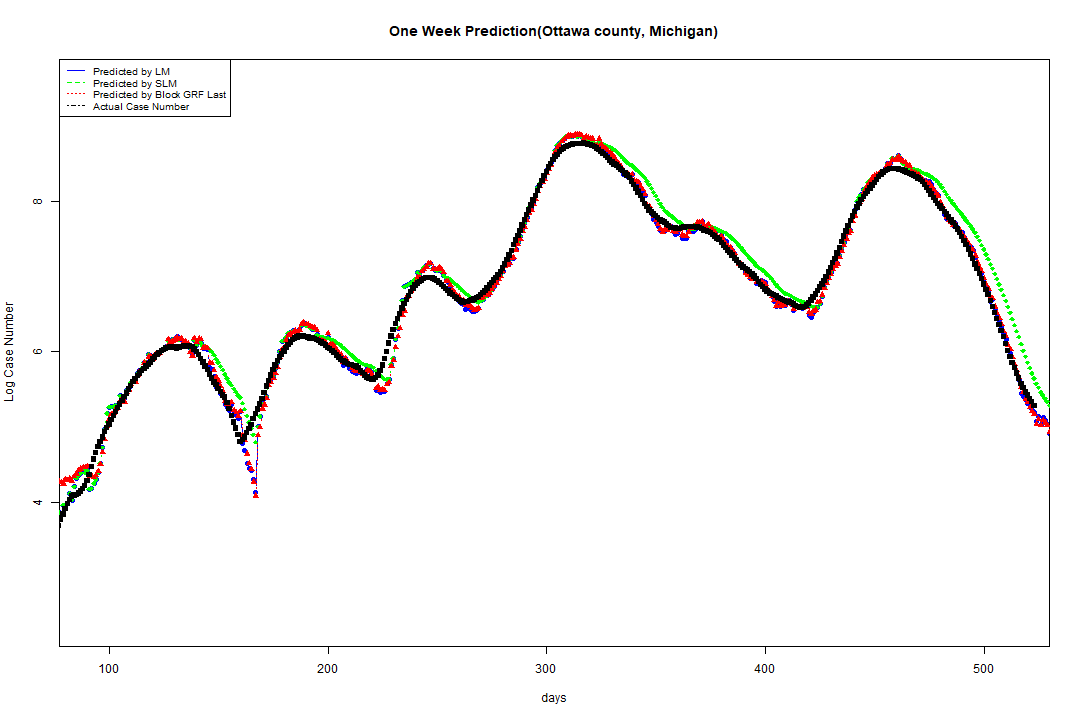 One Week Prediction(Ottawa county, Michigan)
Predicted by LM
Predicted by SLM
Predicted by Block GRF Last
Actual Case Number
Log Case Number
8
6
4
100 200 300 400 500
days